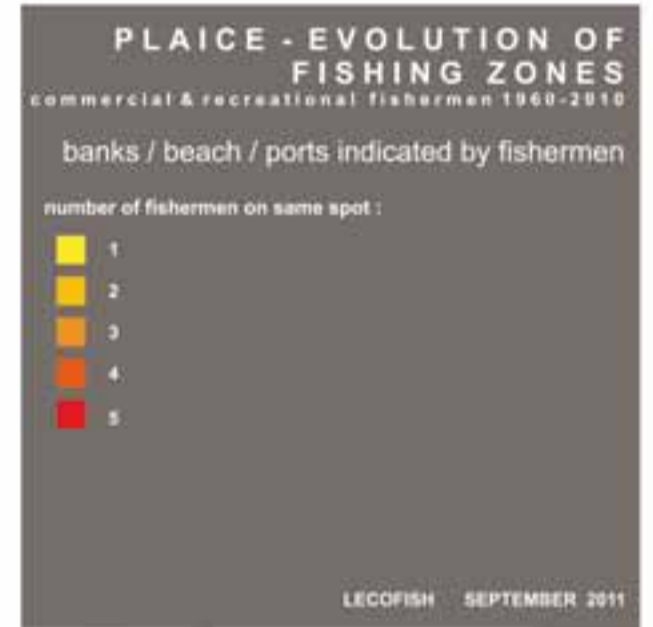 PLAICE - EVOLUTION OF
FISHING ZONES
commercial & recreational fishermen 1960-2010
banks / beach / ports indicated by fishermen
number of fishermen on same spot :
1
2
3
4
5
LECOFISH SEPTEMBER 2011